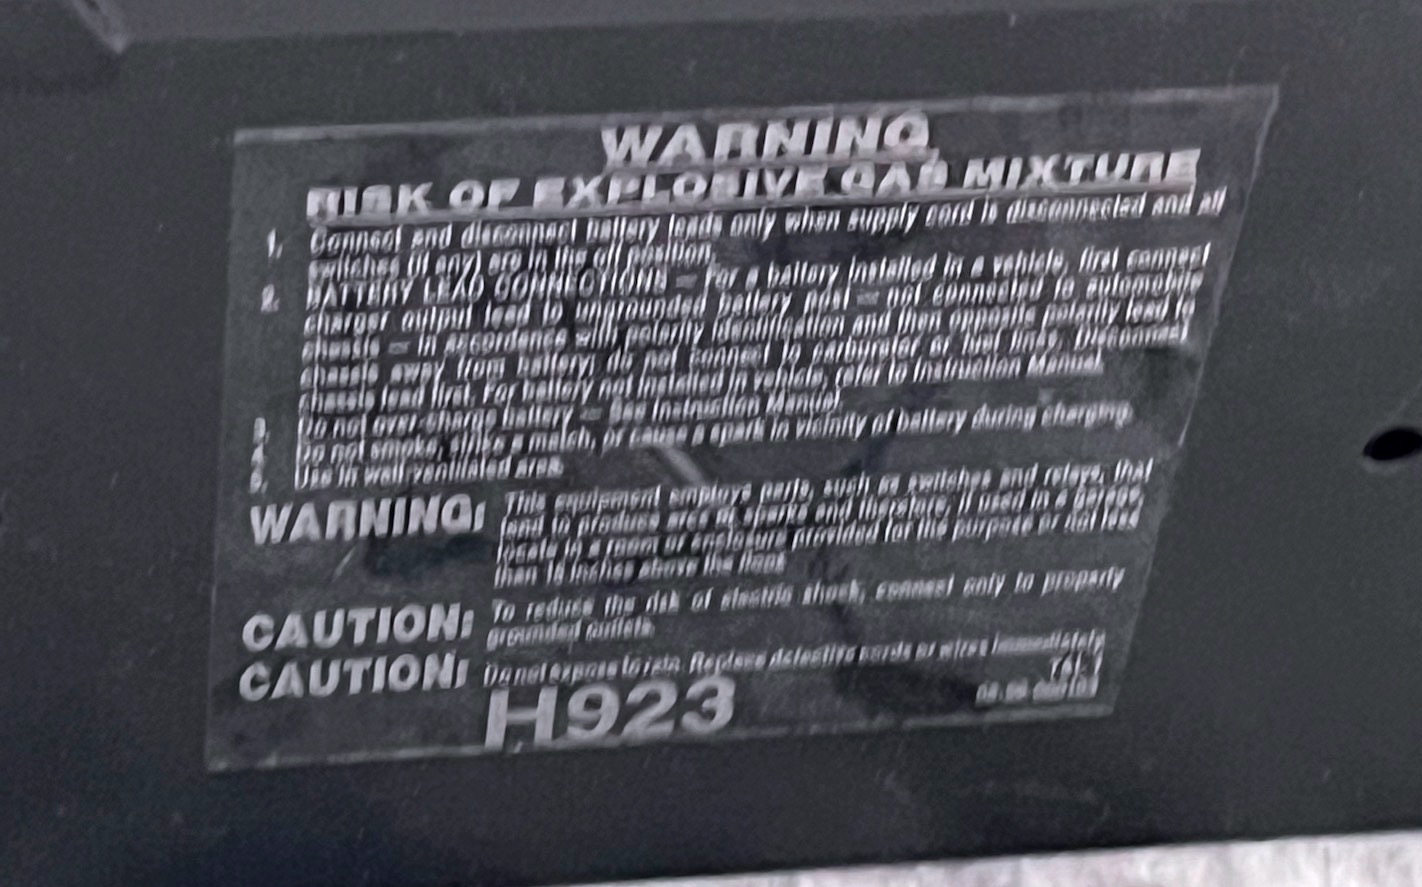 WARNING
RISK OF EXPLOSIVE GAS MIXTURE
1. Connect and disconnect battery leads only when supply cord is disconnected and all
switches (if any) are in the off position.
2. BATTERY LEAD CONNECTIONS — For a battery installed in a vehicle, first connect
charger output lead to ungrounded battery post — not connected to automobile
chassis — in accordance with polarity identification and then opposite polarity lead to
chassis away from battery; do not connect to carburetor or fuel lines. Disconnect
chassis lead first. For battery not installed in vehicle, refer to Instruction Manual.
3. Do not over charge battery — See Instruction Manual.
4. Do not smoke, strike a match, or cause a spark in vicinity of battery during charging.
5. Use in well ventilated area.
WARNING: This equipment employs parts, such as switches and relays, that
tend to produce arcs or sparks and therefore, if used in a garage,
locate in a room or enclosure provided for the purpose or not less
than 18 inches above the floor.
CAUTION: To reduce the risk of electric shock, connect only to properly
grounded outlets.
CAUTION: Do not expose to rain. Replace defective cords or wires immediately
H923